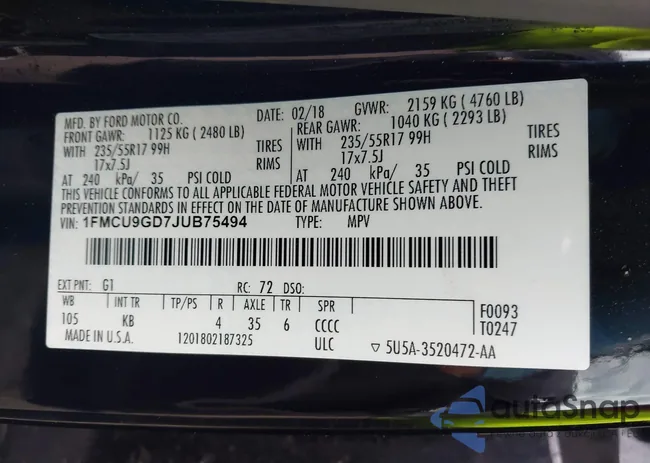 MFD. BY FORD MOTOR CO. DATE: 02/18 GVWR: 2159 KG ( 4760 LB)
FRONT GAWR: 1125 KG ( 2480 LB) REAR GAWR: 1040 KG ( 2293 LB)
WITH 235/55R17 99H TIRES WITH 235/55R17 99H TIRES
17x7.5J RIMS 17x7.5J RIMS
AT 240 kPa/ 35 PSI COLD AT 240 kPa/ 35 PSI COLD
THIS VEHICLE CONFORMS TO ALL APPLICABLE FEDERAL MOTOR VEHICLE SAFETY AND THEFT
PREVENTION STANDARDS IN EFFECT ON THE DATE OF MANUFACTURE SHOWN ABOVE.
VIN: 1FMCU9GD7JUB75494 TYPE: MPV
EXT PNT: G1 RC: 72 DSO:
WB INT TR TP/PS R AXLE TR SPR F0093
105 KB 4 35 6 CCCC T0247
MADE IN U.S.A. 1201802187325 ULC ▽ 5U5A-3520472-AA
autoSnap